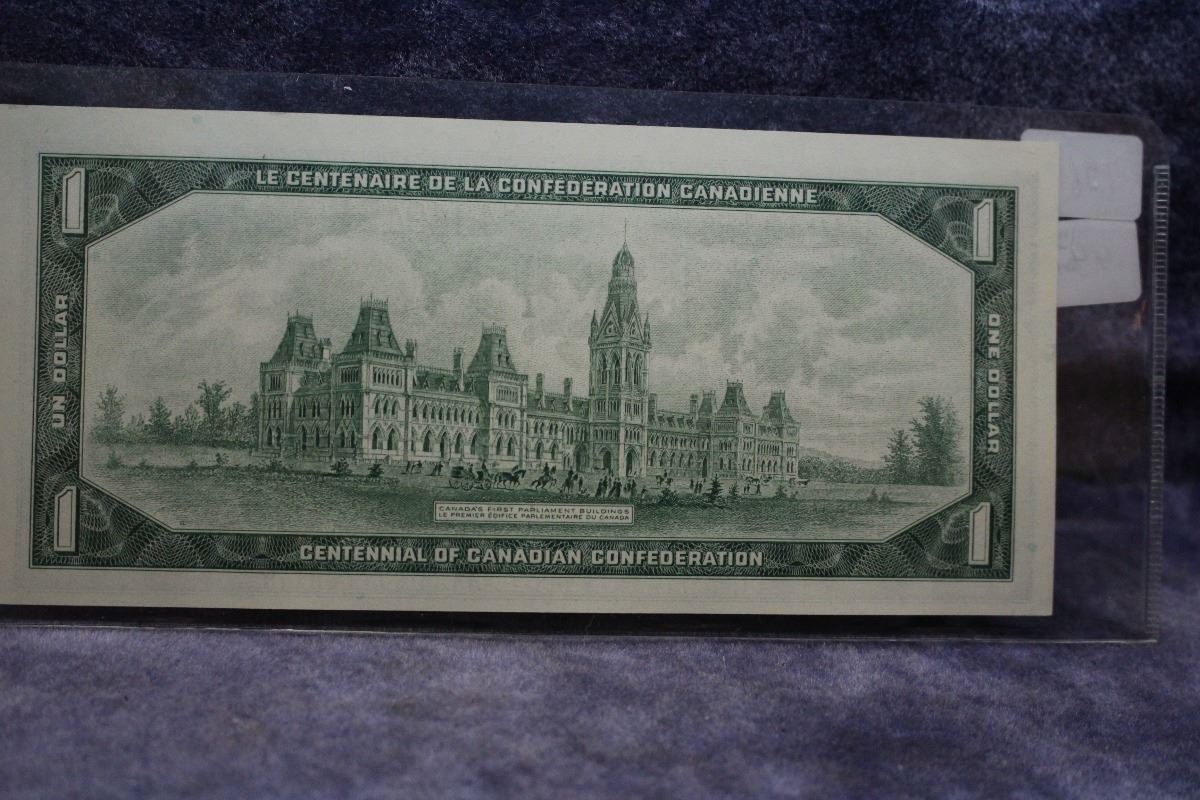 LE CENTENAIRE DE LA CONFEDERATION CANADIENNE
1
1
UN DOLLAR
ONE DOLLAR
CANADA'S FIRST PARLIAMENT BUILDINGS
LE PREMIER ÉDIFICE PARLEMENTAIRE DU CANADA
1
1
CENTENNIAL OF CANADIAN CONFEDERATION